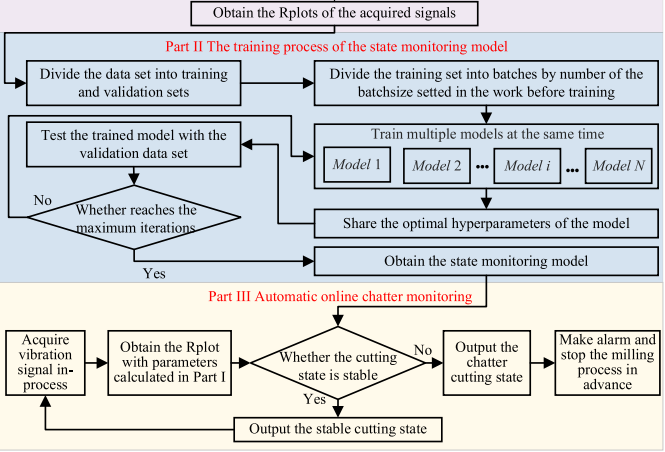 Obtain the Rplots of the acquired signals
Part II The training process of the state monitoring model
Divide the data set into training
and validation sets
Divide the training set into batches by number of the
batchsize setted in the work before training
Test the trained model with the
validation data set
Train multiple models at the same time
Model 1
Model 2
•••
Model i
•••
Model N
No
Whether reaches the
maximum iterations
Share the optimal hyperparameters of the model
Yes
Obtain the state monitoring model
Part III Automatic online chatter monitoring
Acquire
vibration
signal in-
process
Obtain the Rplot
with parameters
calculated in Part I
Whether the cutting
state is stable
No
Output the
chatter
cutting state
Make alarm and
stop the milling
process in
advance
Yes
Output the stable cutting state